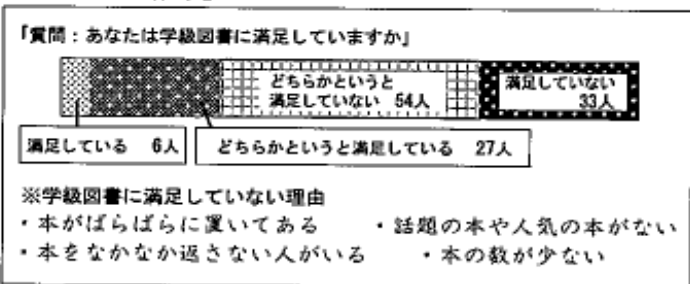 「質問：あなたは学級図書に満足していますか」
どちらかというと
満足していない 54人
満足していない
33人
満足している 6人
どちらかというと満足している 27人
※学級図書に満足していない理由
・本がばらばらに置いてある ・話題の本や人気の本がない
・本をなかなか返さない人がいる ・本の数が少ない